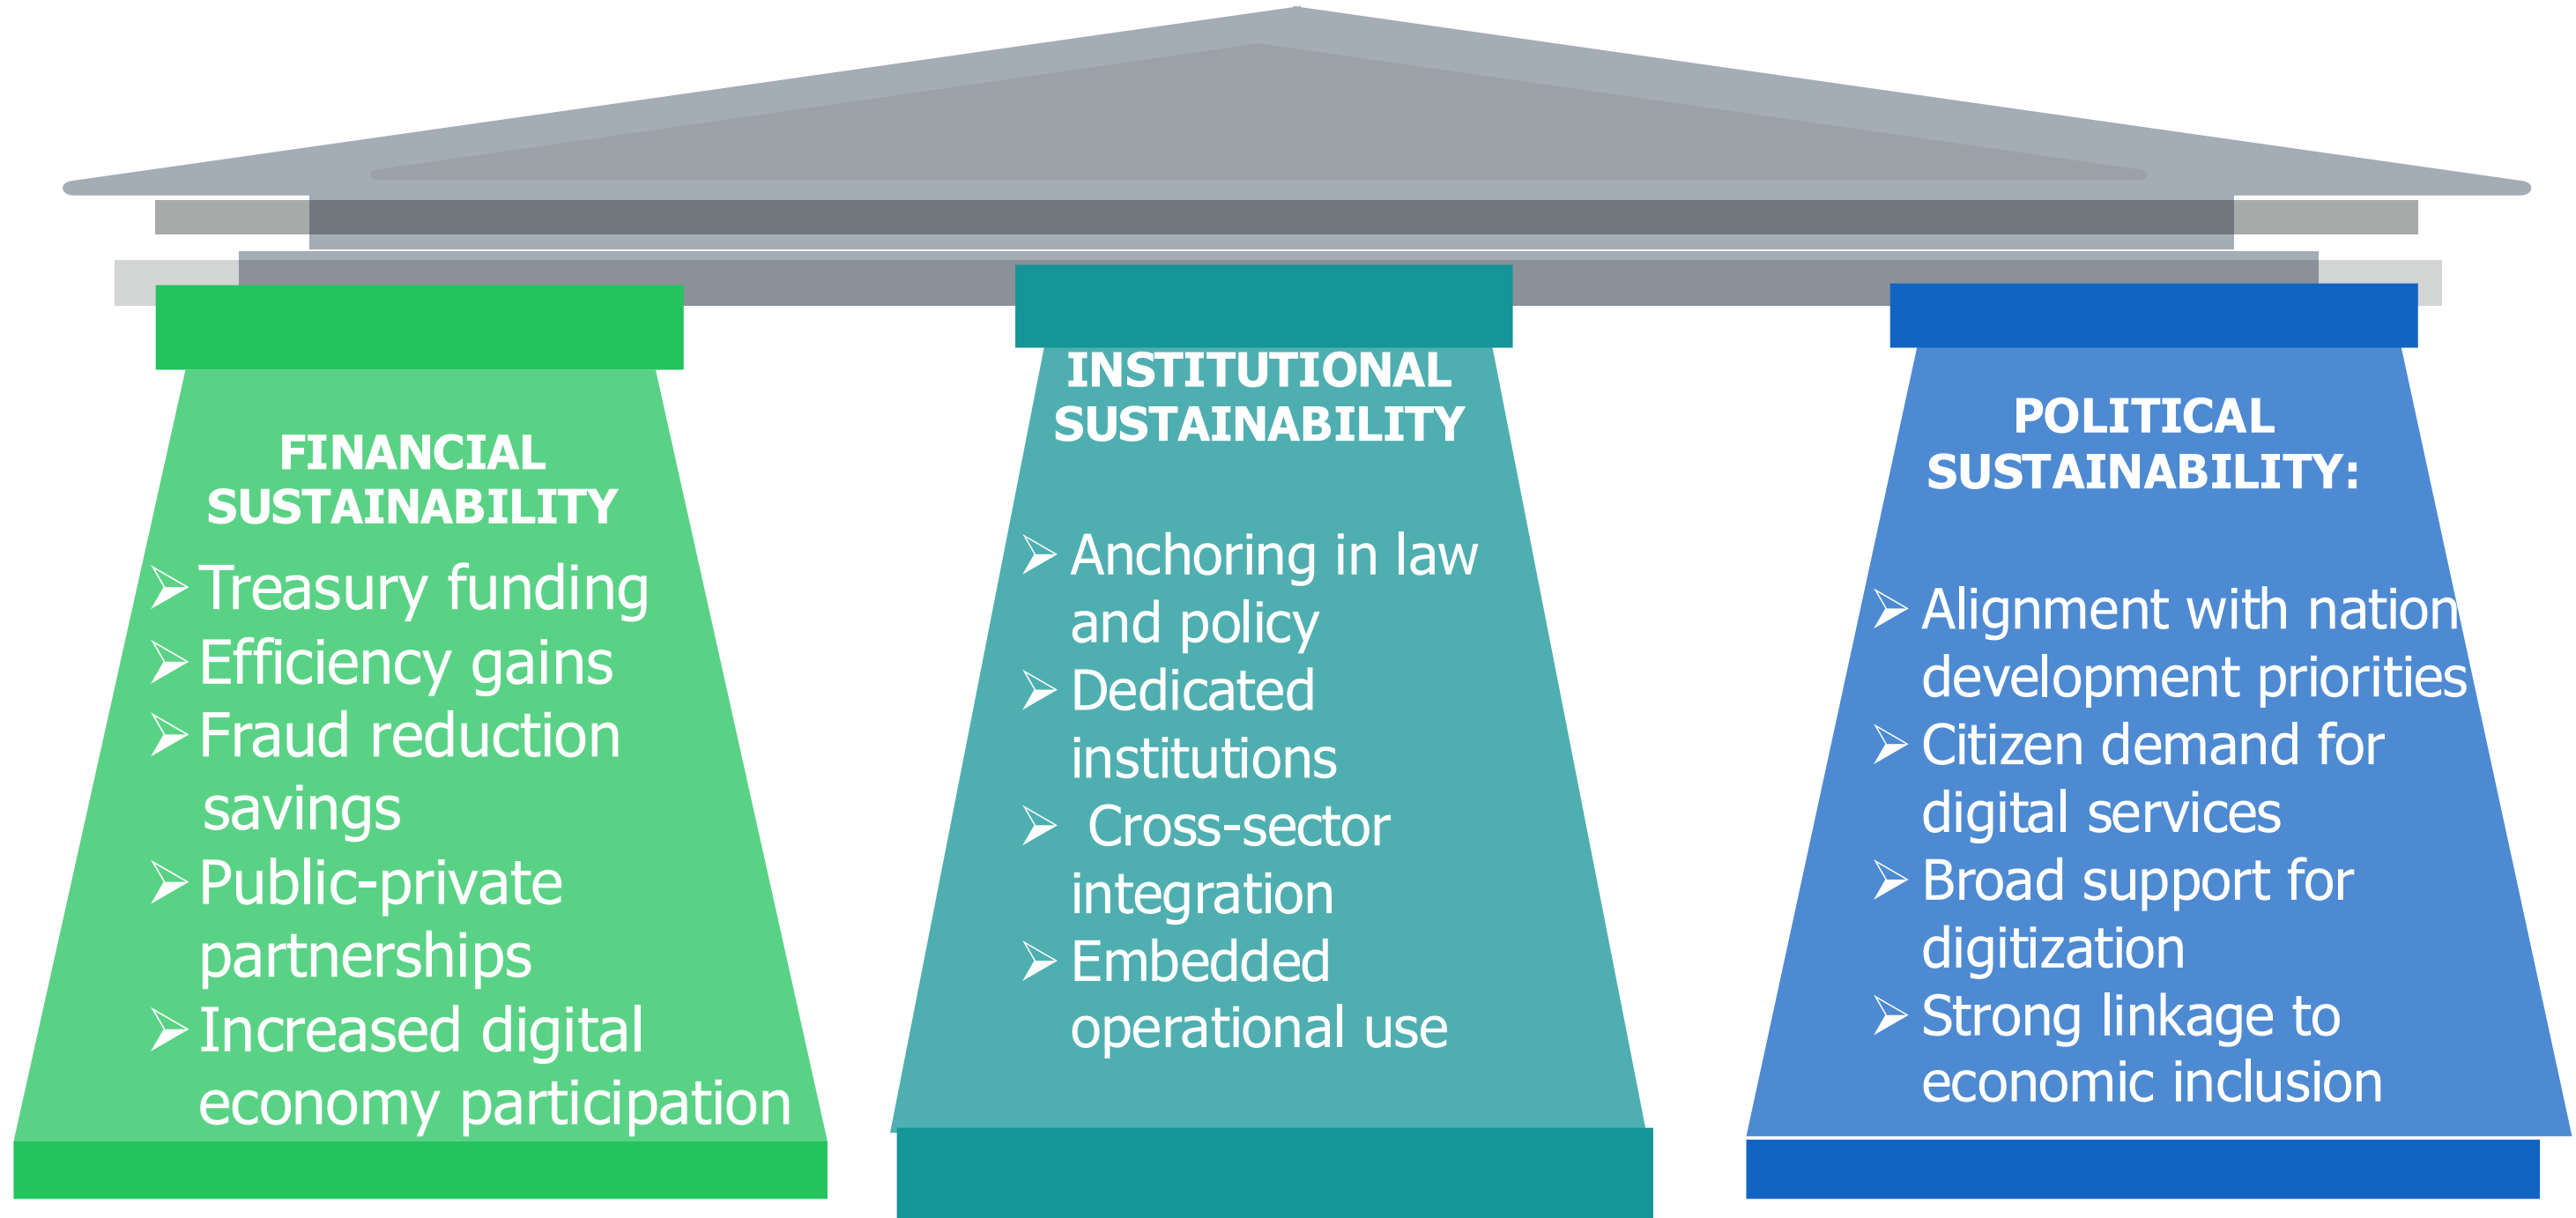 FINANCIAL
SUSTAINABILITY
➢ Treasury funding
➢ Efficiency gains
➢ Fraud reduction
savings
➢ Public-private
partnerships
➢ Increased digital
economy participation
INSTITUTIONAL
SUSTAINABILITY
➢ Anchoring in law
and policy
➢ Dedicated
institutions
➢ Cross-sector
integration
➢ Embedded
operational use
POLITICAL
SUSTAINABILITY:
➢ Alignment with nation
development priorities
➢ Citizen demand for
digital services
➢ Broad support for
digitization
➢ Strong linkage to
economic inclusion